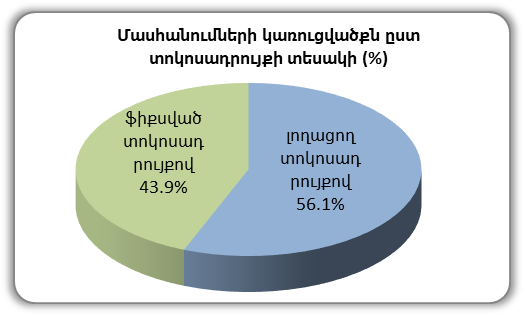 Մասհանումների կառուցվածքն ըստ
տոկոսադրույքի տեսակի (%)
ֆիքսված
տոկոսադ
րույքով
43.9%
լողացող
տոկոսադ
րույքով
56.1%